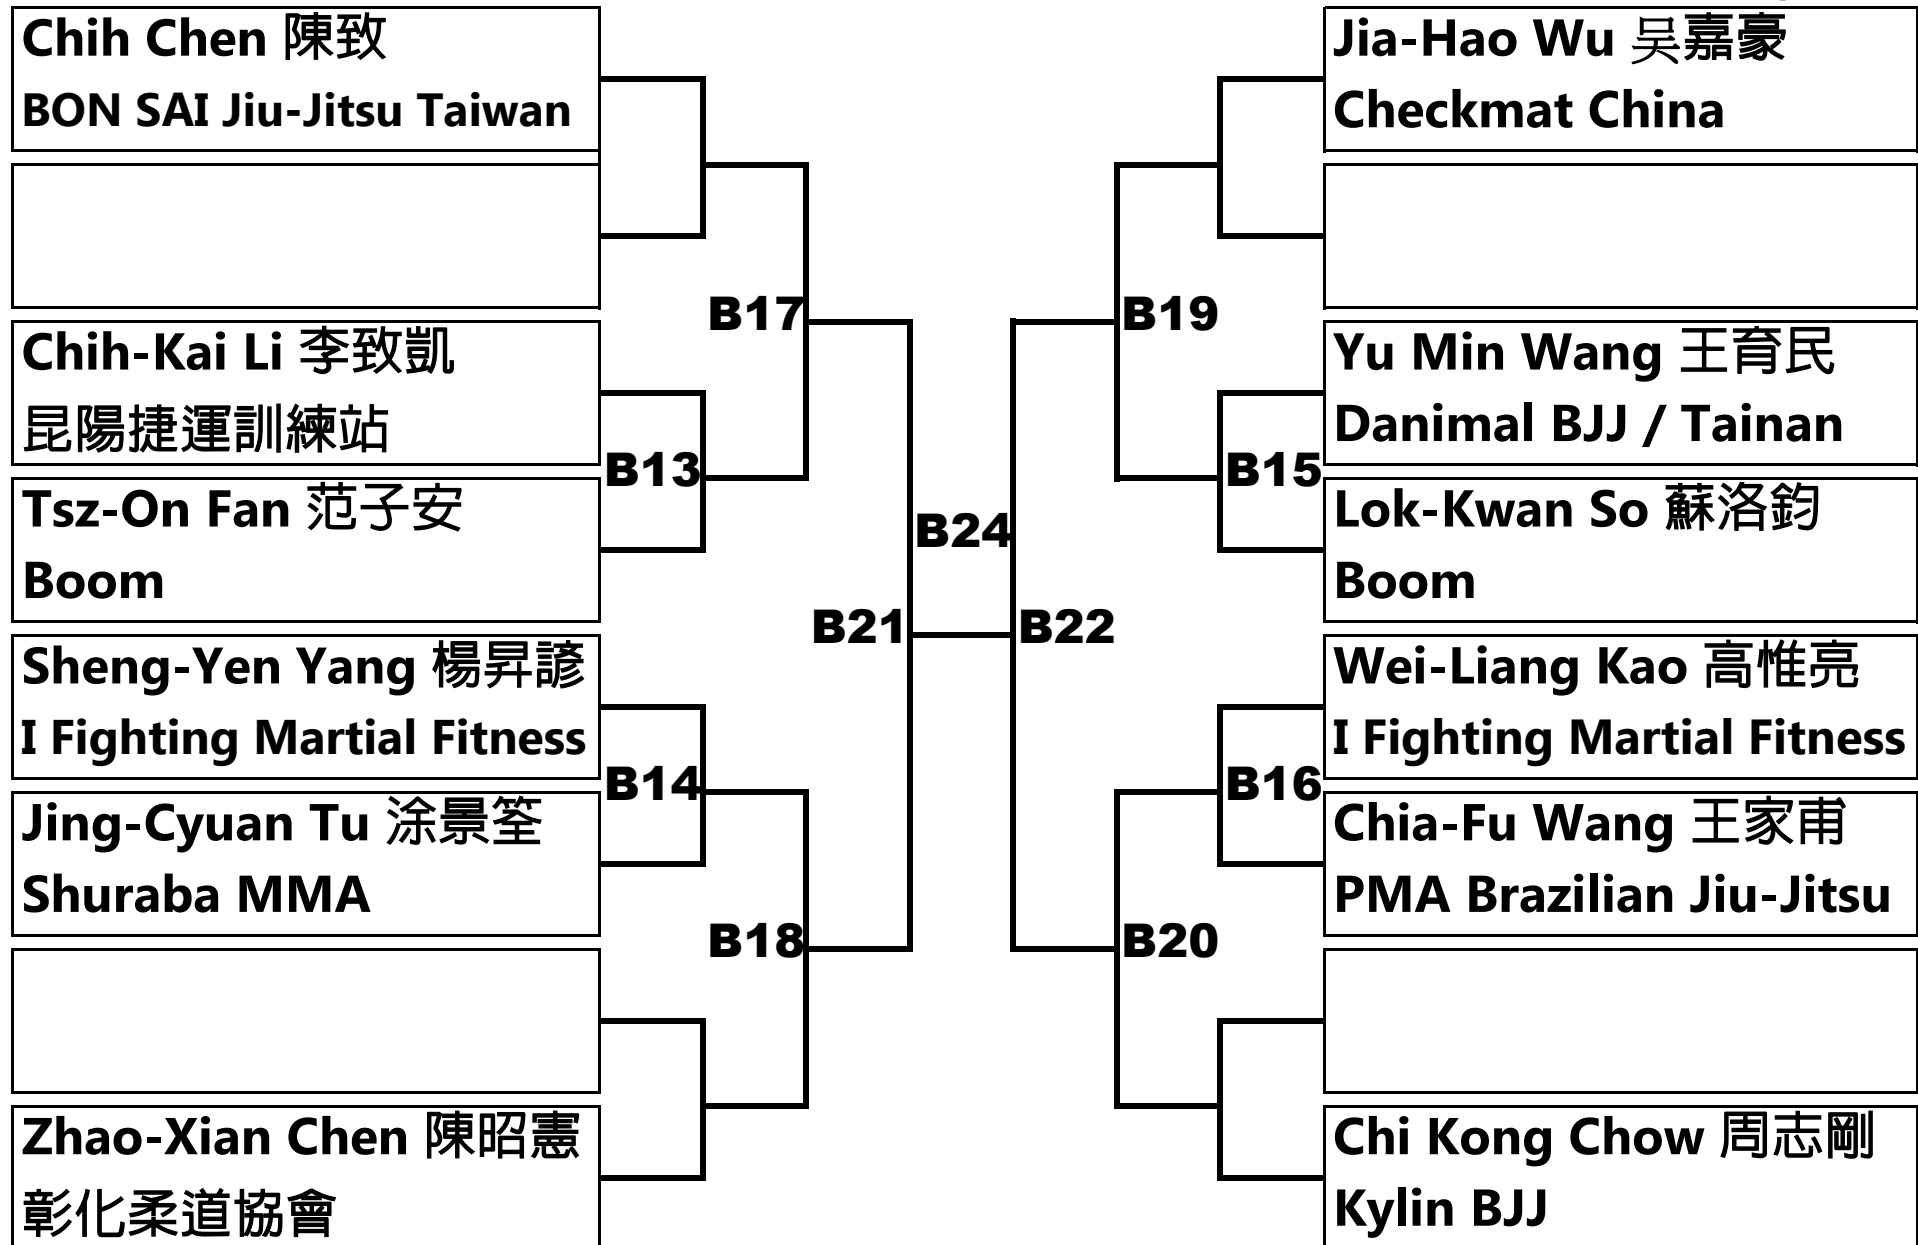 Chih Chen 陳致
BON SAI Jiu-Jitsu Taiwan
Chih-Kai Li 李致凱
昆陽捷運訓練站
Tsz-On Fan 范子安
Boom
Sheng-Yen Yang 楊昇諺
I Fighting Martial Fitness
Jing-Cyuan Tu 涂景筌
Shuraba MMA
Zhao-Xian Chen 陳昭憲
彰化柔道協會
B17
B13
B14
B18
B21
B24
B22
B19
B15
B16
B20
Jia-Hao Wu 吴嘉豪
Checkmat China
Yu Min Wang 王育民
Danimal BJJ / Tainan
Lok-Kwan So 蘇洛鈞
Boom
Wei-Liang Kao 高惟亮
I Fighting Martial Fitness
Chia-Fu Wang 王家甫
PMA Brazilian Jiu-Jitsu
Chi Kong Chow 周志剛
Kylin BJJ